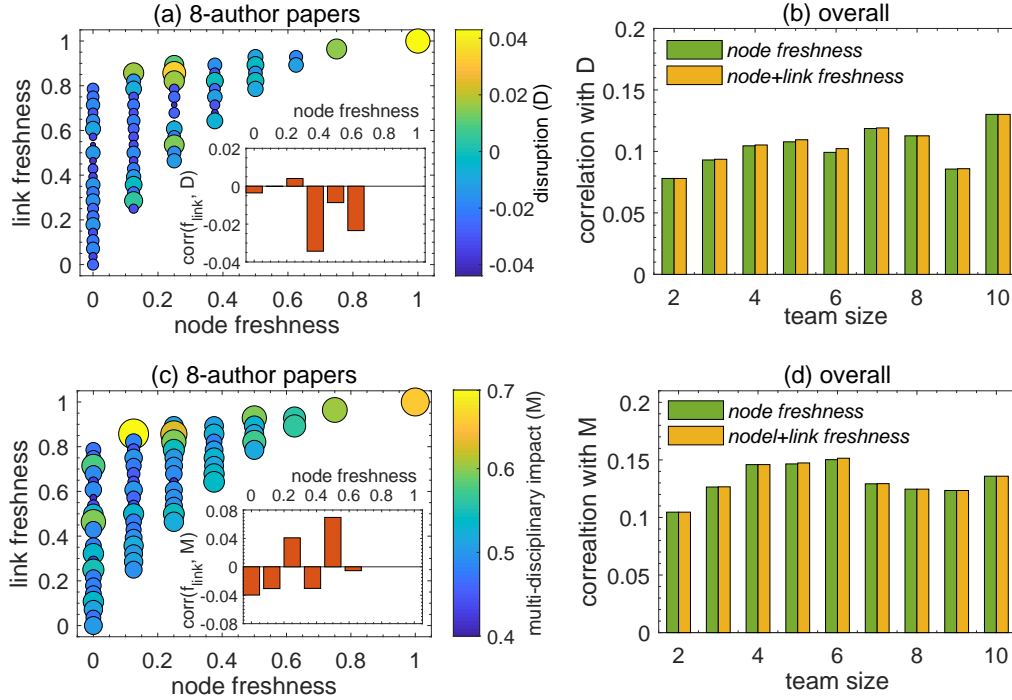 (a) 8-author papers
link freshness
1
0.8
0.6
0.4
0.2
0
0 0.2 0.4 0.6 0.8 1
node freshness
node freshness
0 0.2 0.4 0.6 0.8 1
corr(f_link, D)
0.02
0
-0.02
-0.04
0.04
0.02
0
-0.02
-0.04
disruption (D)
(b) overall
node freshness
node+link freshness
correlation with D
0.2
0.15
0.1
0.05
0
2 4 6 8 10
team size
(c) 8-author papers
link freshness
1
0.8
0.6
0.4
0.2
0
0 0.2 0.4 0.6 0.8 1
node freshness
node freshness
0 0.2 0.4 0.6 0.8 1
corr(f_link, M)
0.08
0.04
0
-0.04
-0.08
0.7
0.6
0.5
0.4
multi-disciplinary impact (M)
(d) overall
node freshness
nodel+link freshness
correaltion with M
0.2
0.15
0.1
0.05
0
2 4 6 8 10
team size